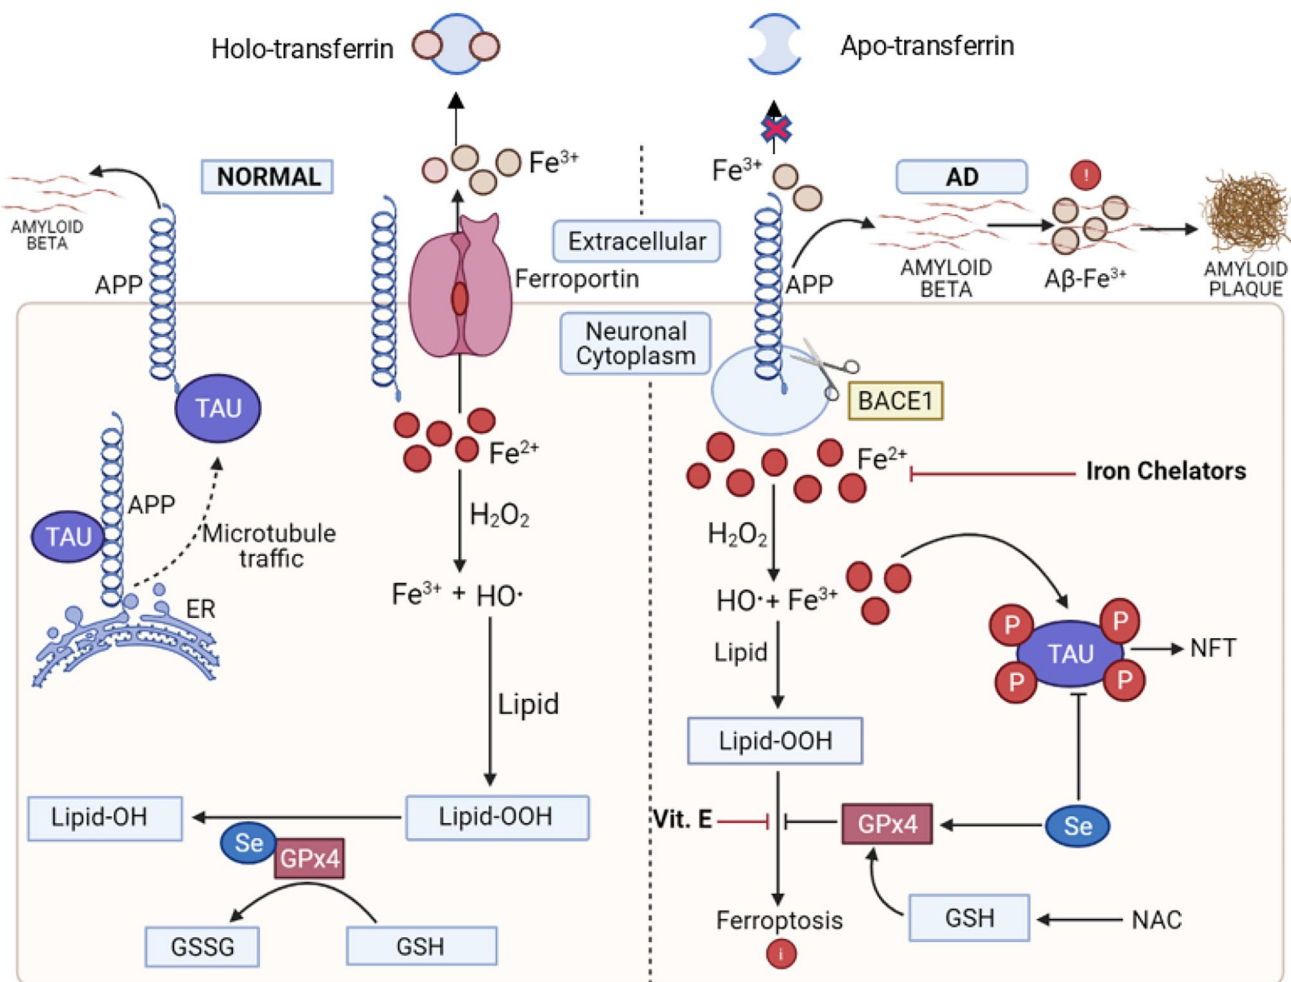 Holo-transferrin
Apo-transferrin
Fe³⁺
NORMAL
AMYLOID
BETA
APP
Extracellular
Ferroportin
Fe³⁺
AD
!
APP
AMYLOID
BETA
Aβ-Fe³⁺
AMYLOID
PLAQUE
Neuronal
Cytoplasm
TAU
Fe²⁺
BACE1
Fe²⁺
Iron Chelators
APP
TAU
Microtubule
traffic
ER
H₂O₂
Fe³⁺ + HO·
Lipid
H₂O₂
HO·+ Fe³⁺
Lipid
P
P
TAU
P
P
NFT
Lipid-OH
Lipid-OOH
Se
GPx4
GSSG
GSH
Lipid-OOH
Vit. E
GPx4
Se
Ferroptosis
i
GSH
NAC